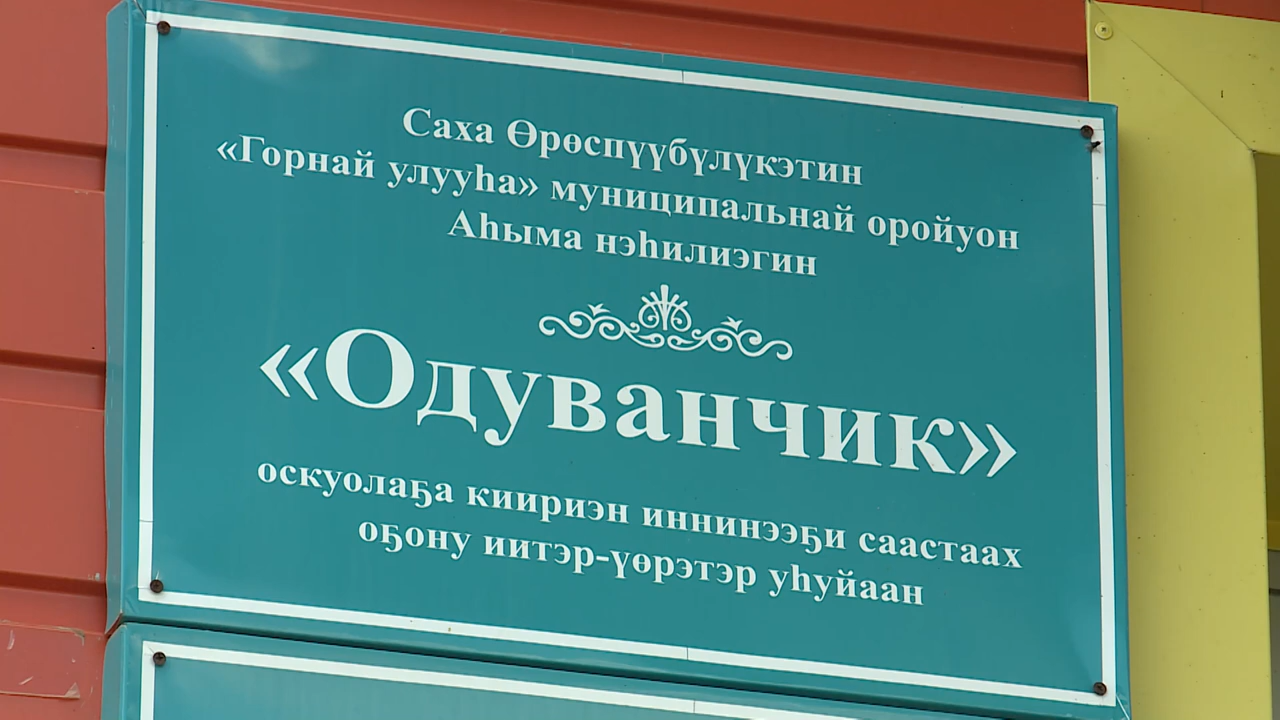 Саха Өрөспүүбүлүкэтин
«Горнай улууһа» муниципальнай оройуон
Аһыма нэһилиэгин
«Одуванчик»
оскуолаҕа киириэн иннинээҕи саастаах
оҕону иитэр-үөрэтэр уһуйаан